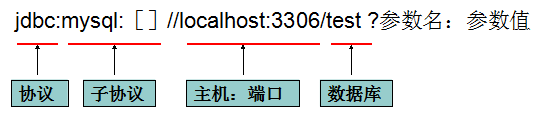 jdbc:mysql: [ ] //localhost:3306/test ?参数名：参数值
协议 子协议 主机：端口 数据库